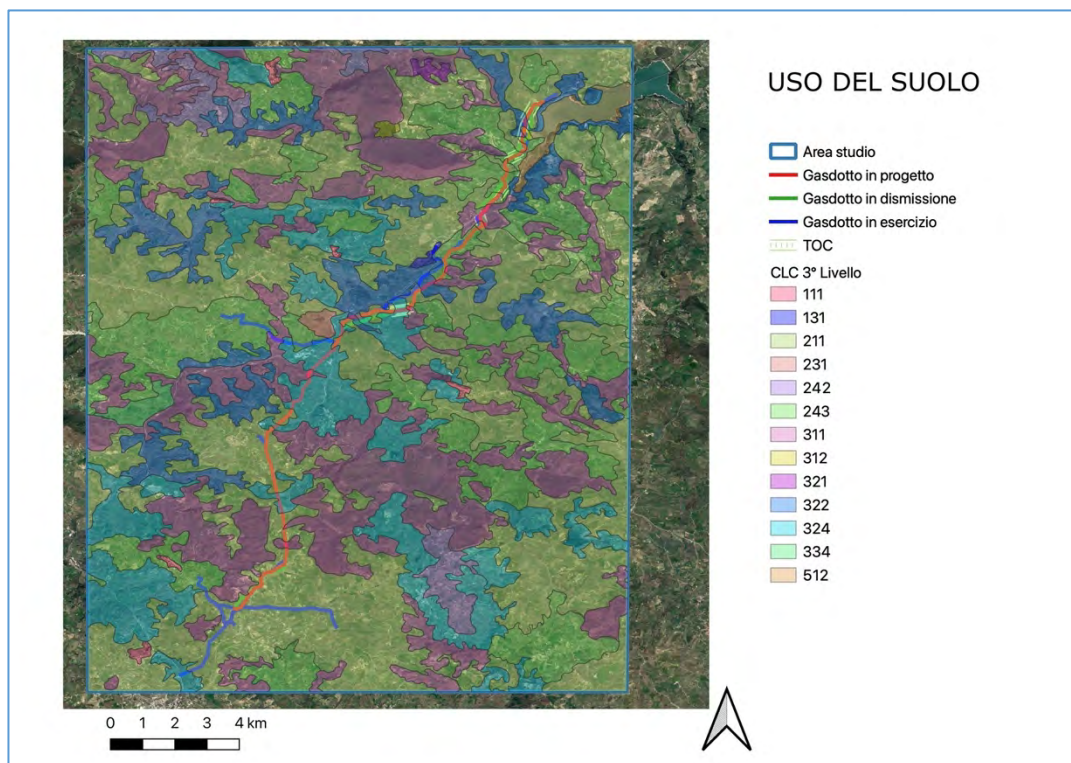 USO DEL SUOLO
Area studio
Gasdotto in progetto
Gasdotto in dismissione
Gasdotto in esercizio
TOC
CLC 3° Livello
111
131
211
231
242
243
311
312
321
322
324
334
512
0 1 2 3 4 km